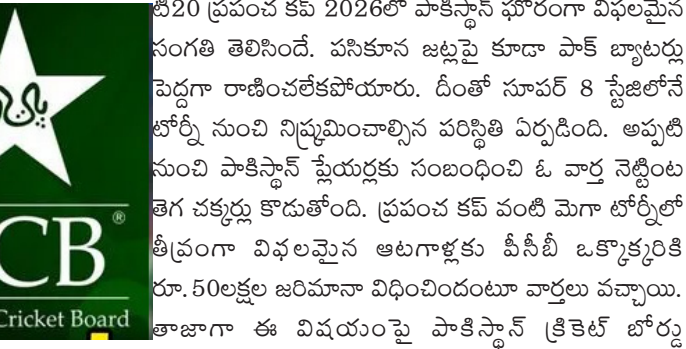 టీ20 ప్రపంచ కప్ 2026లో పాకిస్థాన్ ఘోరంగా విఫలమైన
సంగతి తెలిసిందే. పసికూన జట్లపై కూడా పాక్ బ్యాటర్లు
పెద్దగా రాణించలేకపోయారు. దీంతో సూపర్ 8 స్టేజిలోనే
టోర్నీ నుంచి నిష్క్రమించాల్సిన పరిస్థితి ఏర్పడింది. అప్పటి
నుంచి పాకిస్థాన్ ప్లేయర్లకు సంబంధించి ఓ వార్త నెట్టింట
తెగ చక్కర్లు కొడుతోంది. ప్రపంచ కప్ వంటి మెగా టోర్నీలో
తీవ్రంగా విఫలమైన ఆటగాళ్లకు పీసీబీ ఒక్కొక్కరికి
రూ.50లక్షల జరిమానా విధించిందంటూ వార్తలు వచ్చాయి.
తాజాగా ఈ విషయంపై పాకిస్థాన్ క్రికెట్ బోర్డు
CB®
Cricket Board